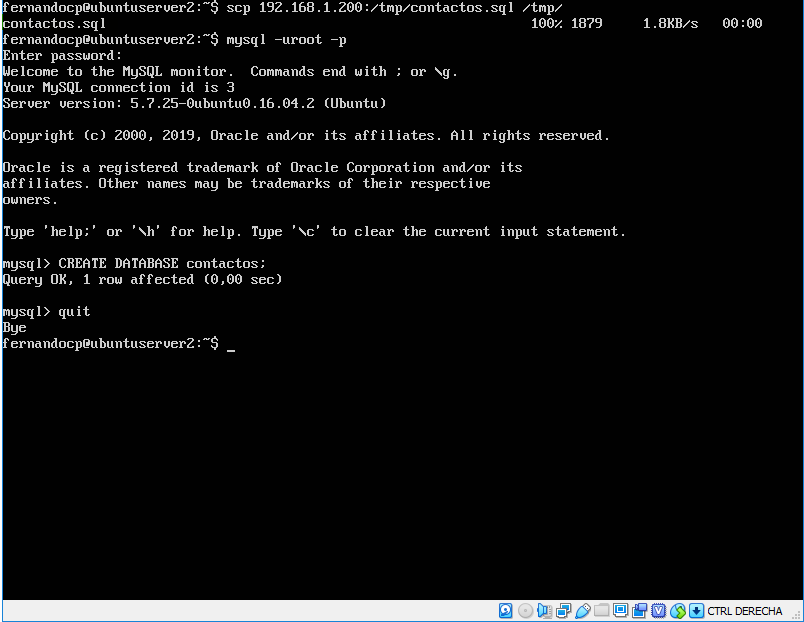 fernandocp@ubuntuserver2:~$ scp 192.168.1.200:/tmp/contactos.sql /tmp/
contactos.sql 100% 1879 1.8KB/s 00:00
fernandocp@ubuntuserver2:~$ mysql -uroot -p
Enter password:
Welcome to the MySQL monitor.  Commands end with ; or \g.
Your MySQL connection id is 3
Server version: 5.7.25-0ubuntu0.16.04.2 (Ubuntu)
Copyright (c) 2000, 2019, Oracle and/or its affiliates. All rights reserved.
Oracle is a registered trademark of Oracle Corporation and/or its
affiliates. Other names may be trademarks of their respective
owners.
Type 'help;' or '\h' for help. Type '\c' to clear the current input statement.
mysql> CREATE DATABASE contactos;
Query OK, 1 row affected (0,00 sec)
mysql> quit
Bye
fernandocp@ubuntuserver2:~$ _
CTRL DERECHA